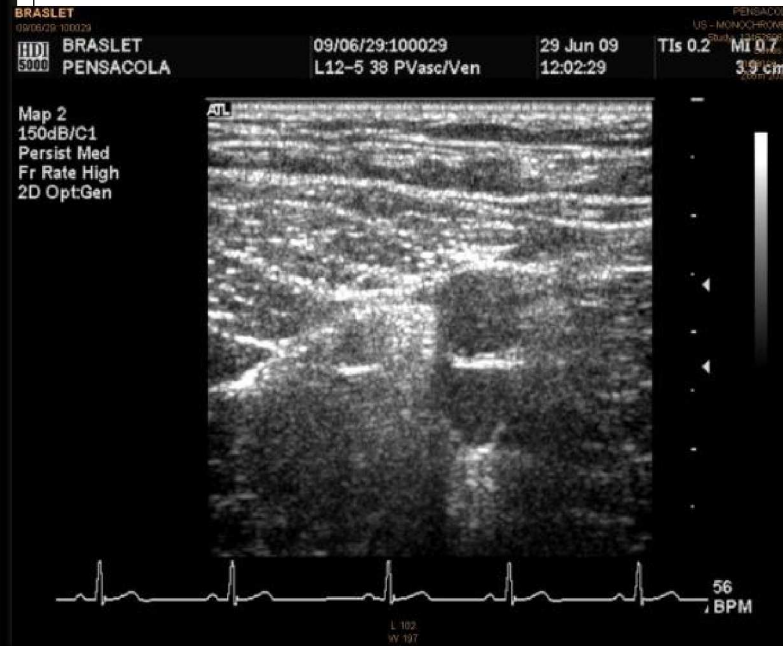 BRASLET
09/06/29:100029
PENSACOLA
US - MONOCHROME
HDI 5000
BRASLET
PENSACOLA
09/06/29:100029
L12-5 38 PVasc/Ven
29 Jun 09
12:02:29
TIs 0.2 MI 0.7
3.9 cm
Map 2
150dB/C1
Persist Med
Fr Rate High
2D Opt:Gen
ATL
56
BPM
L 102
W 197